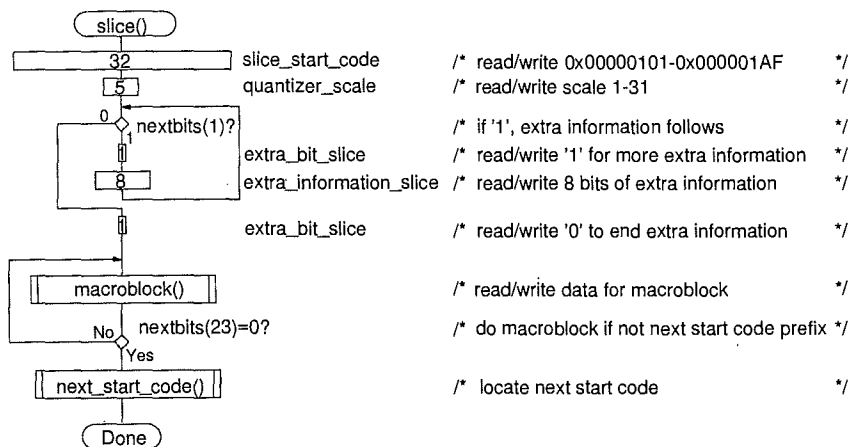 slice()
32 slice_start_code /* read/write 0x00000101-0x000001AF */
5 quantizer_scale /* read/write scale 1-31 */
0 nextbits(1)? /* if '1', extra information follows */
1
1 extra_bit_slice /* read/write '1' for more extra information */
8 extra_information_slice /* read/write 8 bits of extra information */
1 extra_bit_slice /* read/write '0' to end extra information */
macroblock() /* read/write data for macroblock */
No nextbits(23)=0? /* do macroblock if not next start code prefix */
Yes
next_start_code() /* locate next start code */
Done